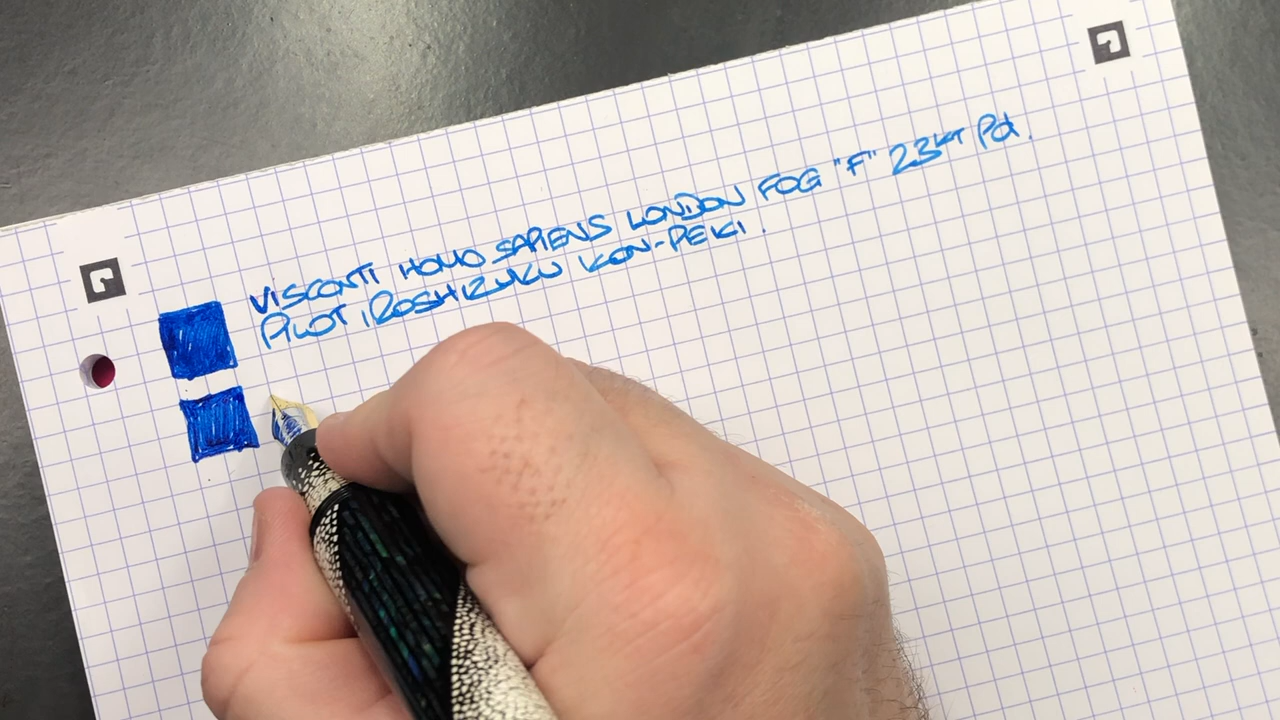 VISCONTI HOMO SAPIENS LONDON FOG "F" 23KT Pd.
PILOT IROSHIZUKU KON-PEKI.